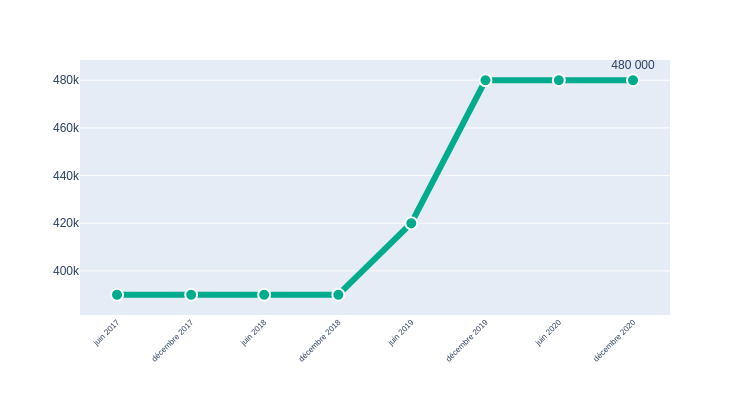 480 000
480k
460k
440k
420k
400k
juin 2017
décembre 2017
juin 2018
décembre 2018
juin 2019
décembre 2019
juin 2020
décembre 2020